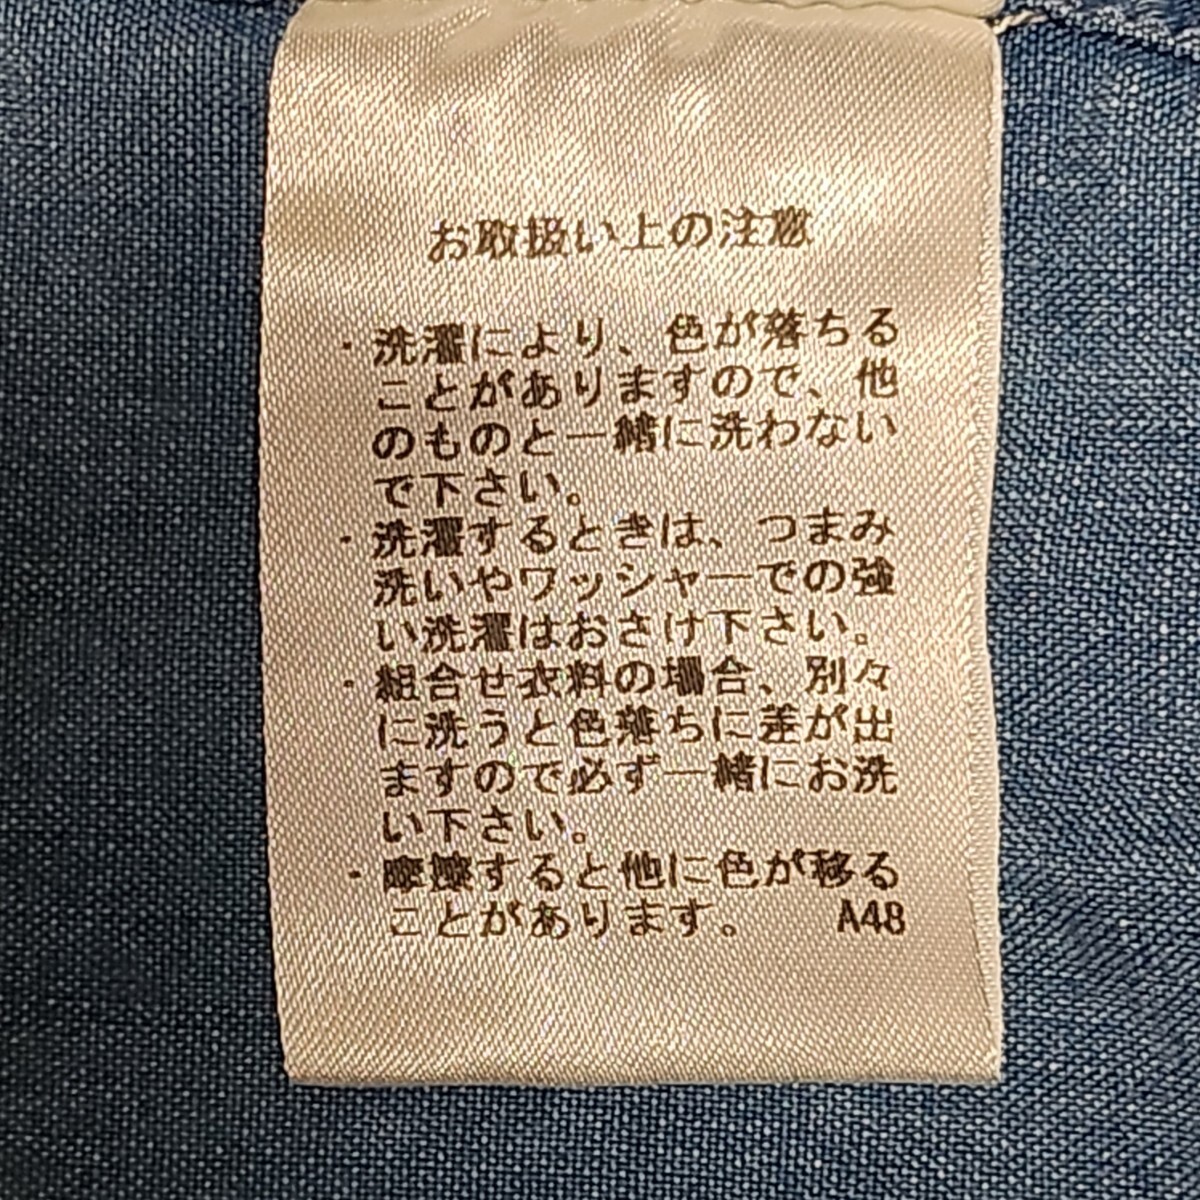 お取扱い上の注意
・洗濯により、色が落ちる
ことがありますので、他
のものと一緒に洗わない
で下さい。
・洗濯するときは、つまみ
洗いやワッシャーでの強
い洗濯はおさけ下さい。
・組合せ衣料の場合、別々
に洗うと色落ちに差が出
ますので必ず一緒にお洗
い下さい。
・摩擦すると他に色が移る
ことがあります。 A48